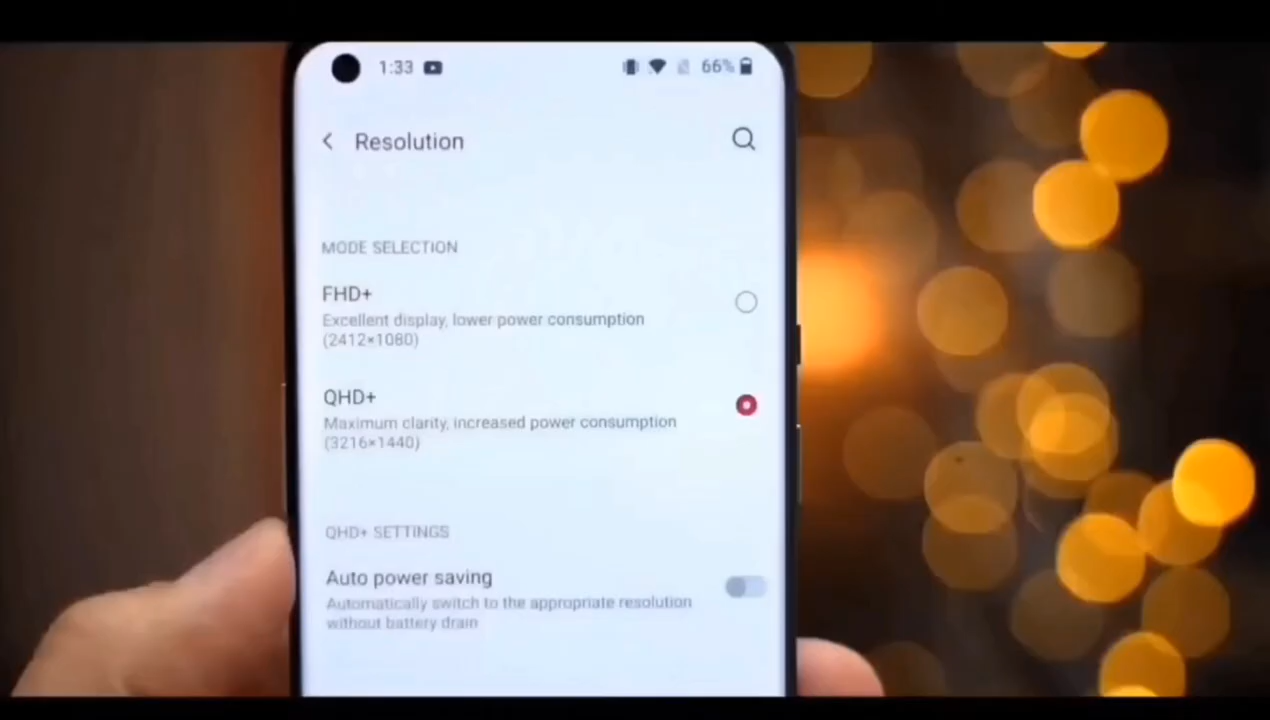 1:33
66%
Resolution
MODE SELECTION
FHD+
Excellent display, lower power consumption
(2412×1080)
QHD+
Maximum clarity, increased power consumption
(3216×1440)
QHD+ SETTINGS
Auto power saving
Automatically switch to the appropriate resolution
without battery drain